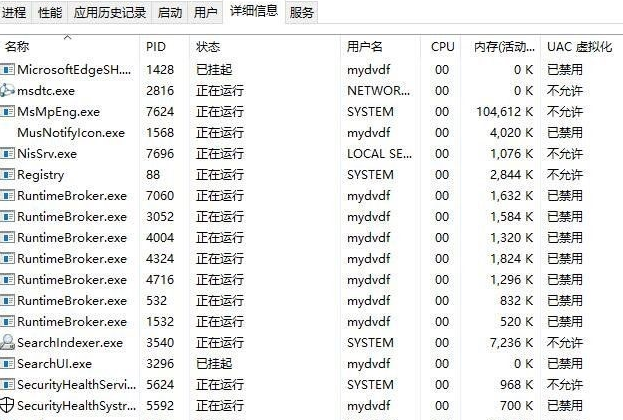 进程 性能 应用历史记录 启动 用户 详细信息 服务
名称 PID 状态 用户名 CPU 内存(活动... UAC 虚拟化
MicrosoftEdgeSH.... 1428 已挂起 mydvdf 00 0 K 已禁用
msdtc.exe 2816 正在运行 NETWOR... 00 0 K 不允许
MsMpEng.exe 7624 正在运行 SYSTEM 00 104,612 K 不允许
MusNotifyIcon.exe 1568 正在运行 mydvdf 00 4,020 K 已禁用
NisSrv.exe 7696 正在运行 LOCAL SE... 00 1,076 K 不允许
Registry 88 正在运行 SYSTEM 00 2,844 K 不允许
RuntimeBroker.exe 7060 正在运行 mydvdf 00 1,632 K 已禁用
RuntimeBroker.exe 3052 正在运行 mydvdf 00 1,584 K 已禁用
RuntimeBroker.exe 4004 正在运行 mydvdf 00 1,320 K 已禁用
RuntimeBroker.exe 4324 正在运行 mydvdf 00 1,824 K 已禁用
RuntimeBroker.exe 4716 正在运行 mydvdf 00 1,296 K 已禁用
RuntimeBroker.exe 532 正在运行 mydvdf 00 832 K 已禁用
RuntimeBroker.exe 1532 正在运行 mydvdf 00 520 K 已禁用
SearchIndexer.exe 3540 正在运行 SYSTEM 00 7,236 K 不允许
SearchUI.exe 3296 已挂起 mydvdf 00 0 K 已禁用
SecurityHealthServi... 5624 正在运行 SYSTEM 00 968 K 不允许
SecurityHealthSystr... 5592 正在运行 mydvdf 00 700 K 已禁用